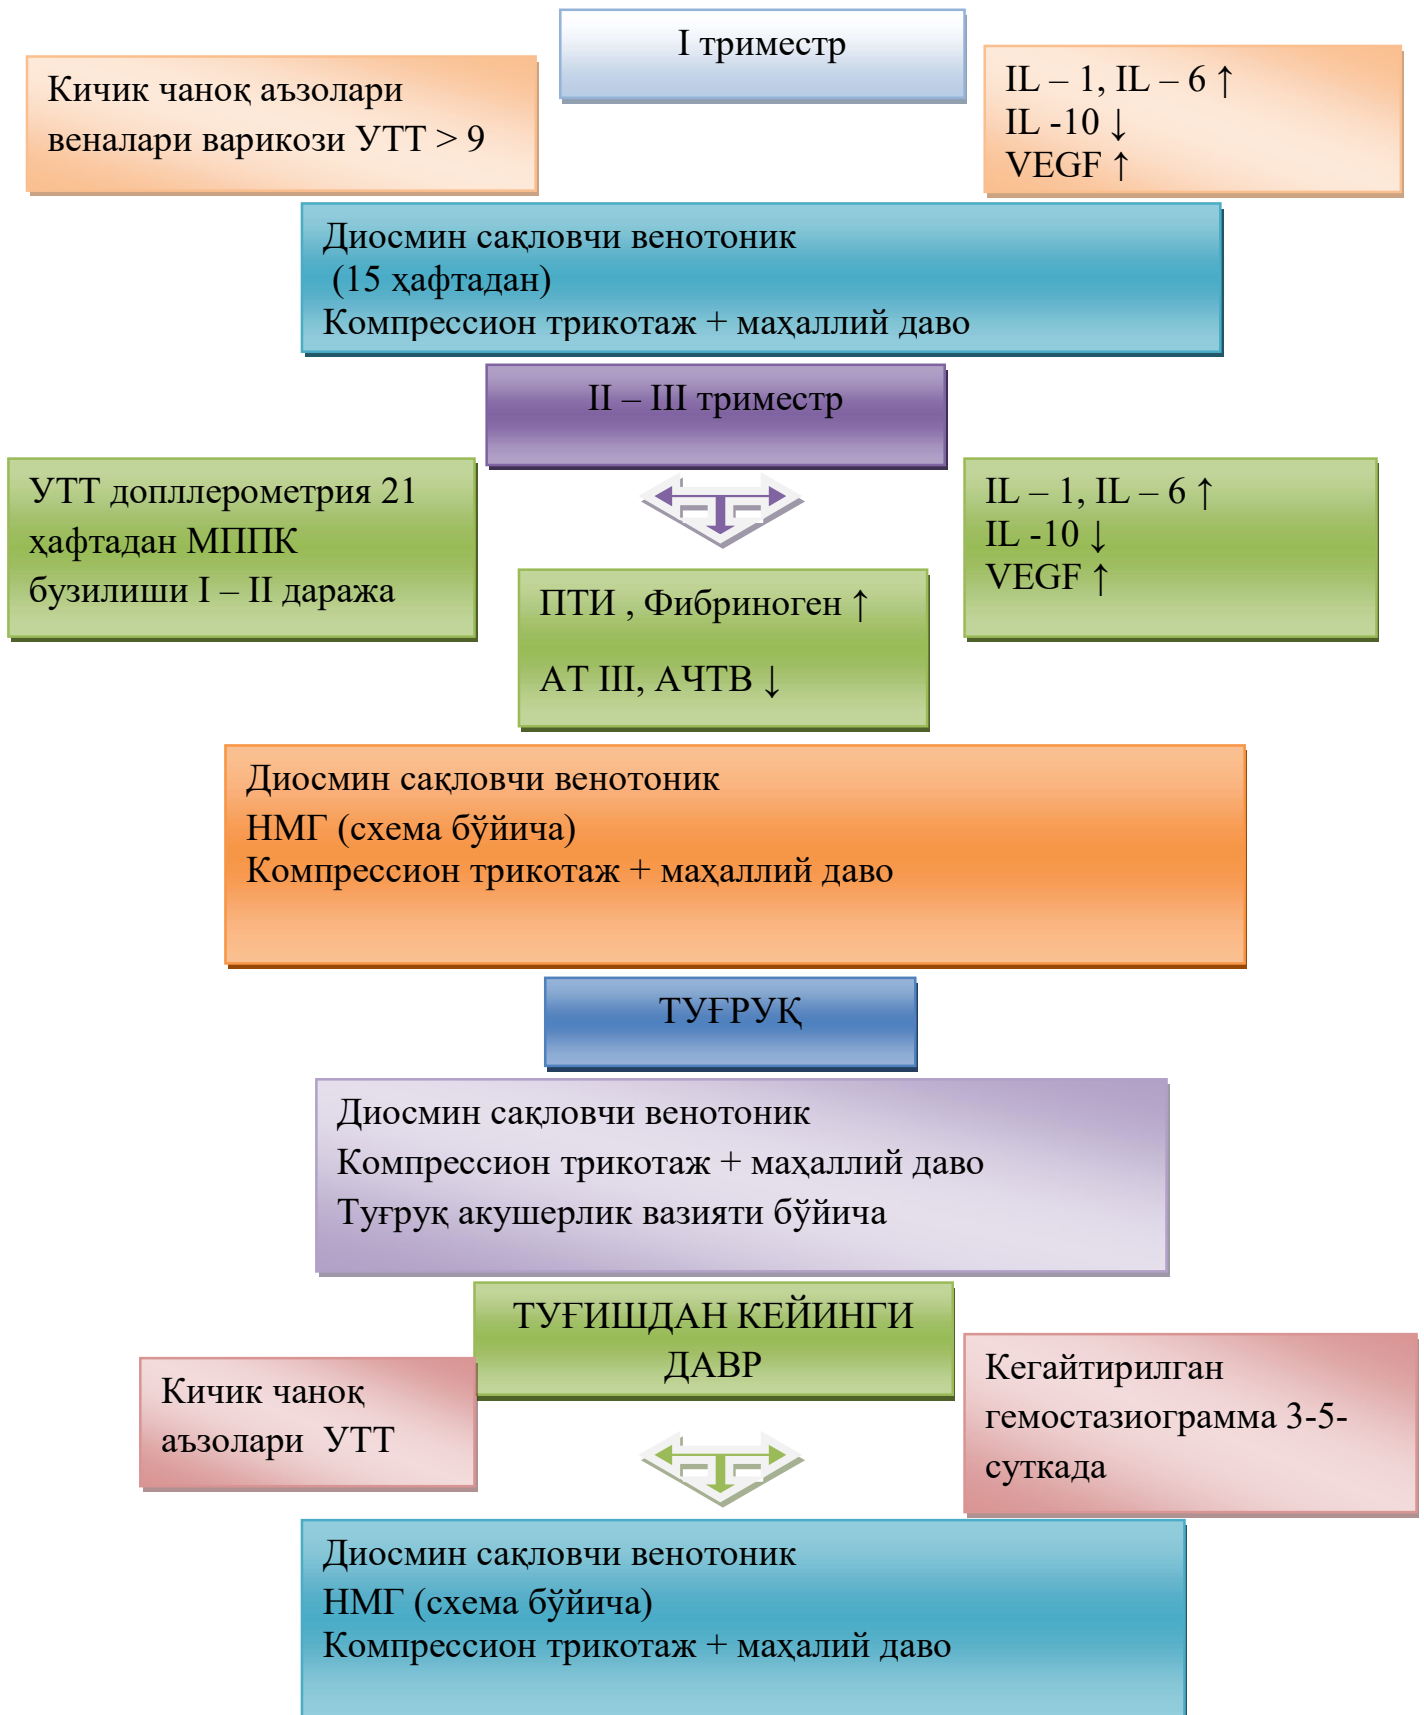 I триместр
Кичик чаноқ аъзолари
веналари варикози УТТ > 9
IL – 1, IL – 6 ↑
IL -10 ↓
VEGF ↑
Диосмин сақловчи венотоник
(15 ҳафтадан)
Компрессион трикотаж + маҳаллий даво
II – III триместр
УТТ допллерометрия 21
ҳафтадан МППК
бузилиши I – II даража
IL – 1, IL – 6 ↑
IL -10 ↓
VEGF ↑
ПТИ , Фибриноген ↑
АТ III, АЧТВ ↓
Диосмин сақловчи венотоник
НМГ (схема бўйича)
Компрессион трикотаж + маҳаллий даво
ТУҒРУҚ
Диосмин сақловчи венотоник
Компрессион трикотаж + маҳаллий даво
Туғруқ акушерлик вазияти бўйича
ТУҒИШДАН КЕЙИНГИ
ДАВР
Кичик чаноқ
аъзолари УТТ
Кегайтирилган
гемостазиограмма 3-5-
суткада
Диосмин сақловчи венотоник
НМГ (схема бўйича)
Компрессион трикотаж + маҳалий даво